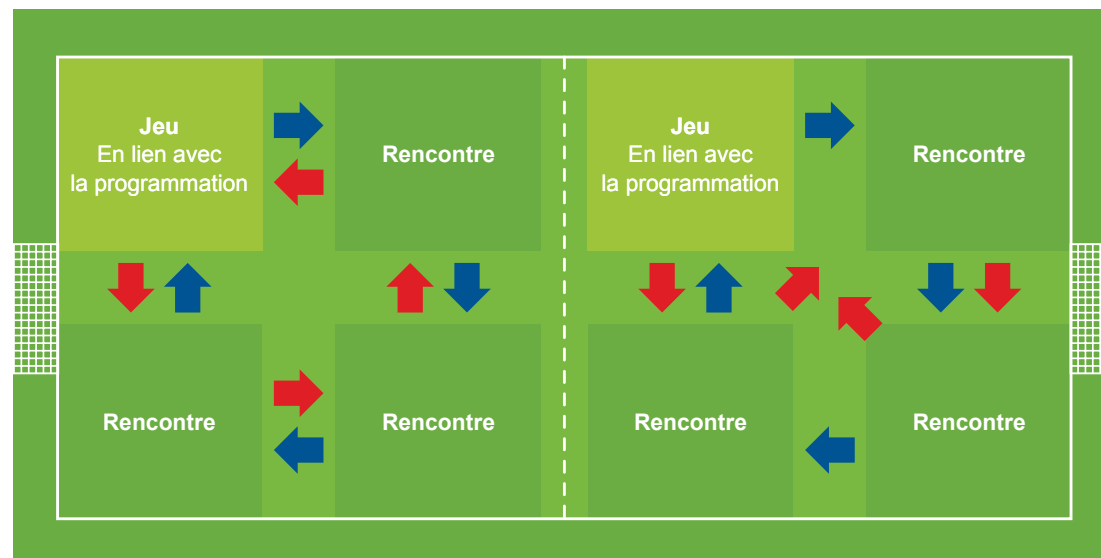 Jeu
En lien avec
la programmation
Rencontre
Jeu
En lien avec
la programmation
Rencontre
Rencontre
Rencontre
Rencontre
Rencontre